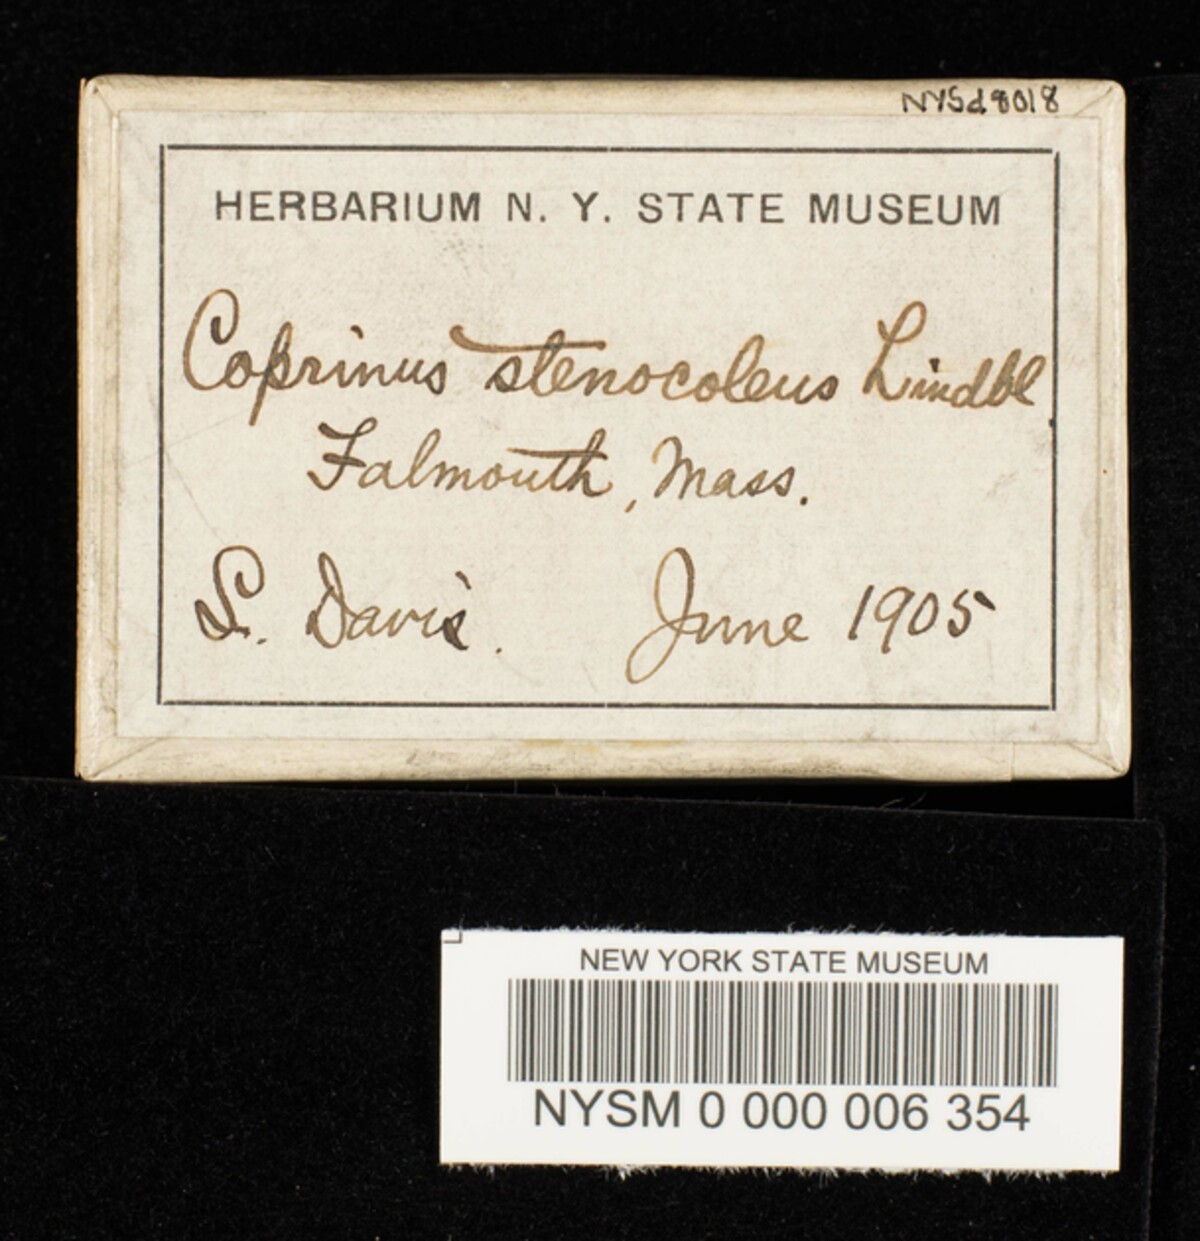 NYSd8018
HERBARIUM N. Y. STATE MUSEUM
Coprinus stenocoleus Lindbl
Falmouth, Mass.
S. Davis. June 1905
NEW YORK STATE MUSEUM
NYSM 0 000 006 354